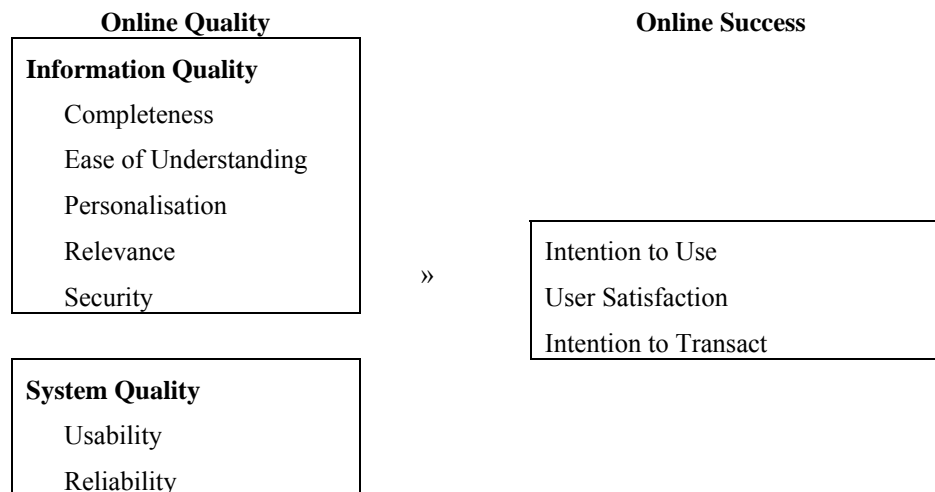 Online Quality
Online Success
Information Quality
Completeness
Ease of Understanding
Personalisation
Relevance
Security
»
Intention to Use
User Satisfaction
Intention to Transact
System Quality
Usability
Reliability